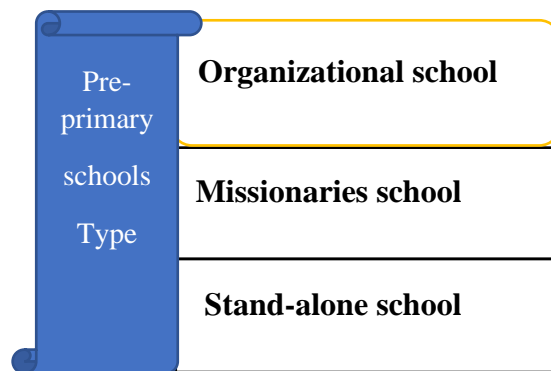 Pre-
primary
schools
Type
Organizational school
Missionaries school
Stand-alone school